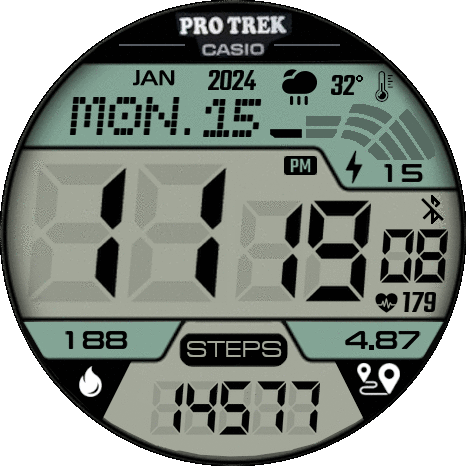 PRO TREK
CASIO
JAN 2024 32°
MON. 15
PM 15
11 19 08
179
188 STEPS 4.87
14577